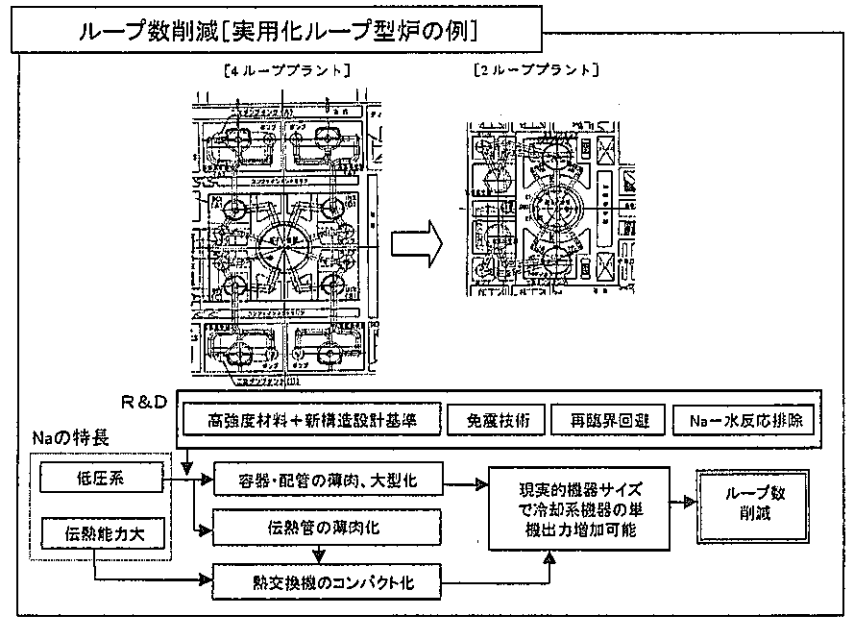 ループ数削減[実用化ループ型炉の例]
[4ループプラント]
[2ループプラント]
R&D
高強度材料+新構造設計基準
免震技術
再臨界回避
Na-水反応排除
Naの特長
低圧系
伝熱能力大
容器・配管の薄肉、大型化
伝熱管の薄肉化
熱交換機のコンパクト化
現実的機器サイズ
で冷却系機器の単
機出力増加可能
ループ数
削減